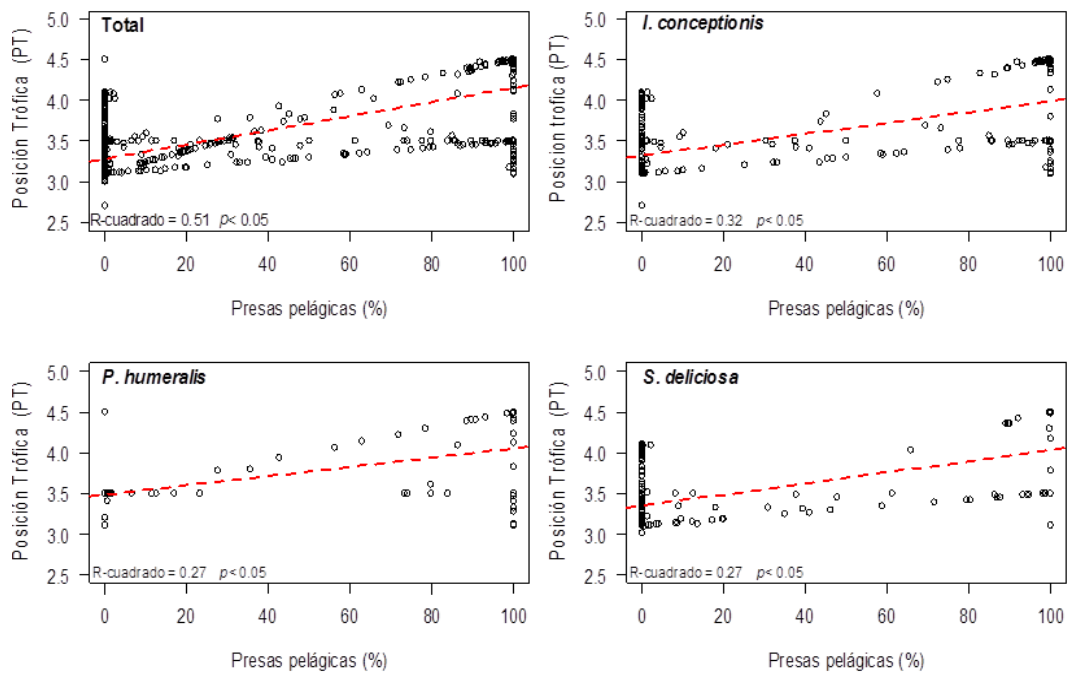 Total
Posición Trófica (PT)
5.0
4.5
4.0
3.5
3.0
2.5
R-cuadrado = 0.51 p< 0.05
0 20 40 60 80 100
Presas pelágicas (%)
I. conceptionis
Posición trofica (PT)
5.0
4.5
4.0
3.5
3.0
2.5
R-cuadrado = 0.32 p< 0.05
0 20 40 60 80 100
Presas pelágicas (%)
P. humeralis
Posición Trófica (PT)
5.0
4.5
4.0
3.5
3.0
2.5
R-cuadrado = 0.27 p< 0.05
0 20 40 60 80 100
Presas pelágicas (%)
S. deliciosa
Posición Trófica (PT)
5.0
4.5
4.0
3.5
3.0
2.5
R-cuadrado = 0.27 p< 0.05
0 20 40 60 80 100
Presas pelágicas (%)